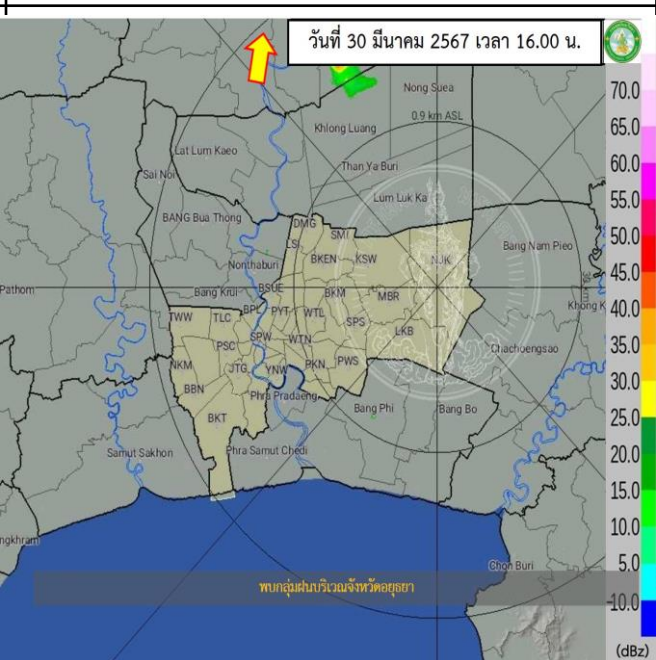 วันที่ 30 มีนาคม 2567 เวลา 16.00 น.
Nong Suea
70.0
0.9 km ASL
65.0
Khlong Luang
Lat Lum Kaeo
Than Ya Buri
60.0
Sai Noi
Lum Luk Ka
55.0
BANG Bua Thong
DMG
SMI
50.0
LSI
Bang Nam Pieo
BKEN
KSW
NJK
Nonthaburi
45.0
Pathom
Bang Krui
BSUE
BKM
MBR
40.0
Khong K
TWW
TLC
BPL
PYT
WTL
SPS
LKB
35.0
PSC
SPW
WTN
Chachoengsao
NKM
JTG
YNW
PKN
PWS
30.0
BBN
Phra Pradaeng
BKT
Bang Phi
Bang Bo
25.0
Samut Sakhon
Phra Samut Chedi
20.0
15.0
ngkhram
10.0
Chon Buri
5.0
พบกลุ่มฝนบริเวณจังหวัดอยุธยา
-10.0
(dBz)